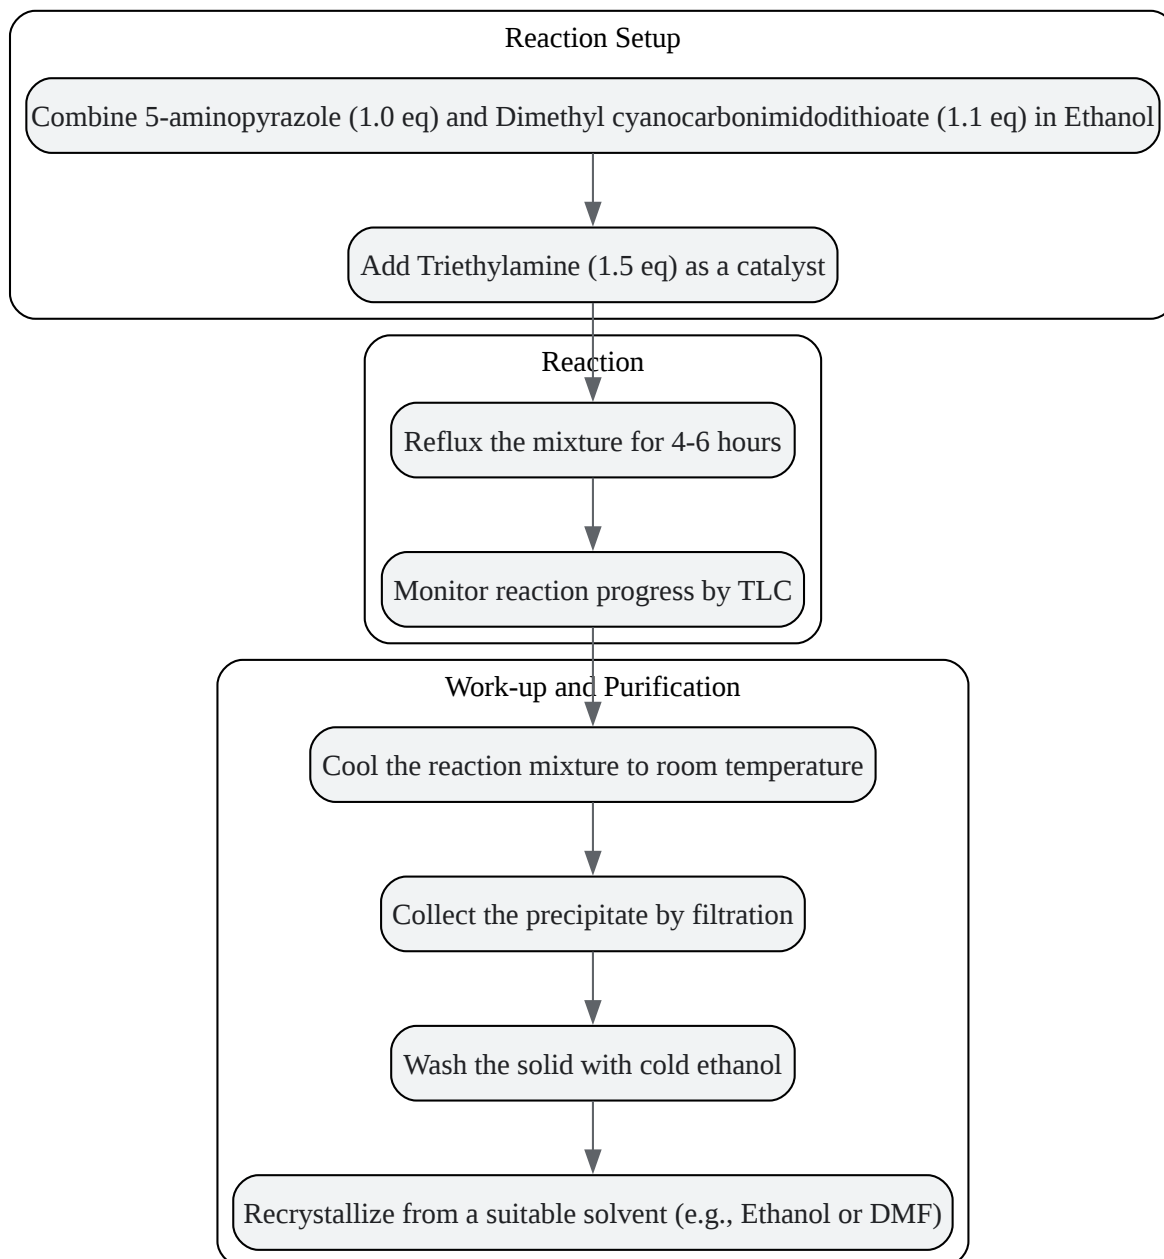 Reaction Setup
Combine 5-aminopyrazole (1.0 eq) and Dimethyl cyanocarbonimidodithioate (1.1 eq) in Ethanol
Add Triethylamine (1.5 eq) as a catalyst
Reaction
Reflux the mixture for 4-6 hours
Monitor reaction progress by TLC
Work-up and Purification
Cool the reaction mixture to room temperature
Collect the precipitate by filtration
Wash the solid with cold ethanol
Recrystallize from a suitable solvent (e.g., Ethanol or DMF)